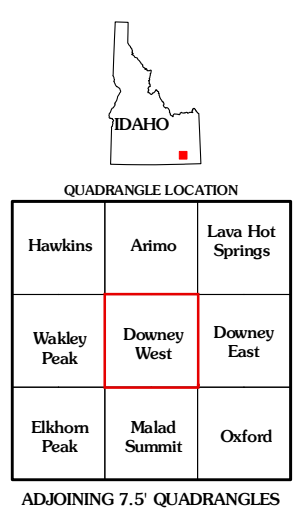 IDAHO
QUADRANGLE LOCATION
Hawkins
Arimo
Lava Hot
Springs
Wakley
Peak
Downey
West
Downey
East
Elkhorn
Peak
Malad
Summit
Oxford
ADJOINING 7.5' QUADRANGLES